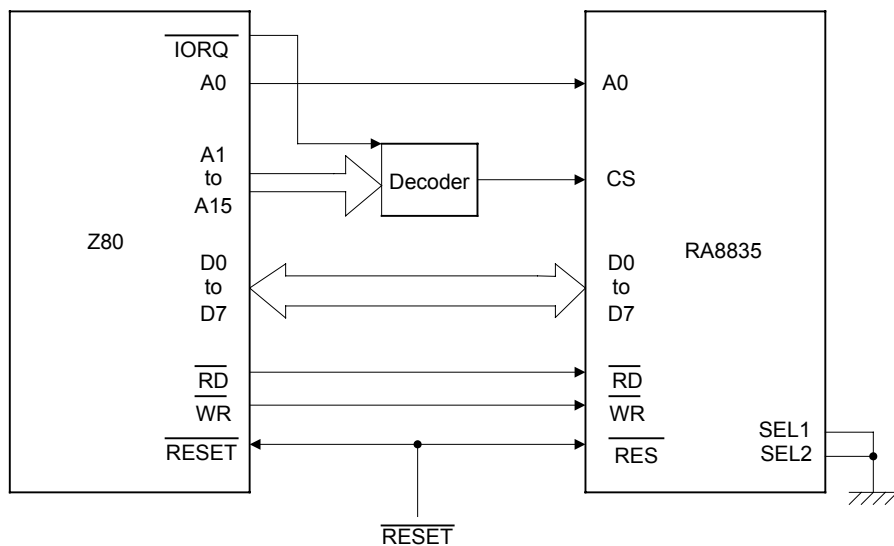 IORQ
A0
A1
to
A15
Z80
D0
to
D7
RD
WR
RESET
Decoder
RESET
A0
CS
RA8835
D0
to
D7
RD
WR
RES
SEL1
SEL2